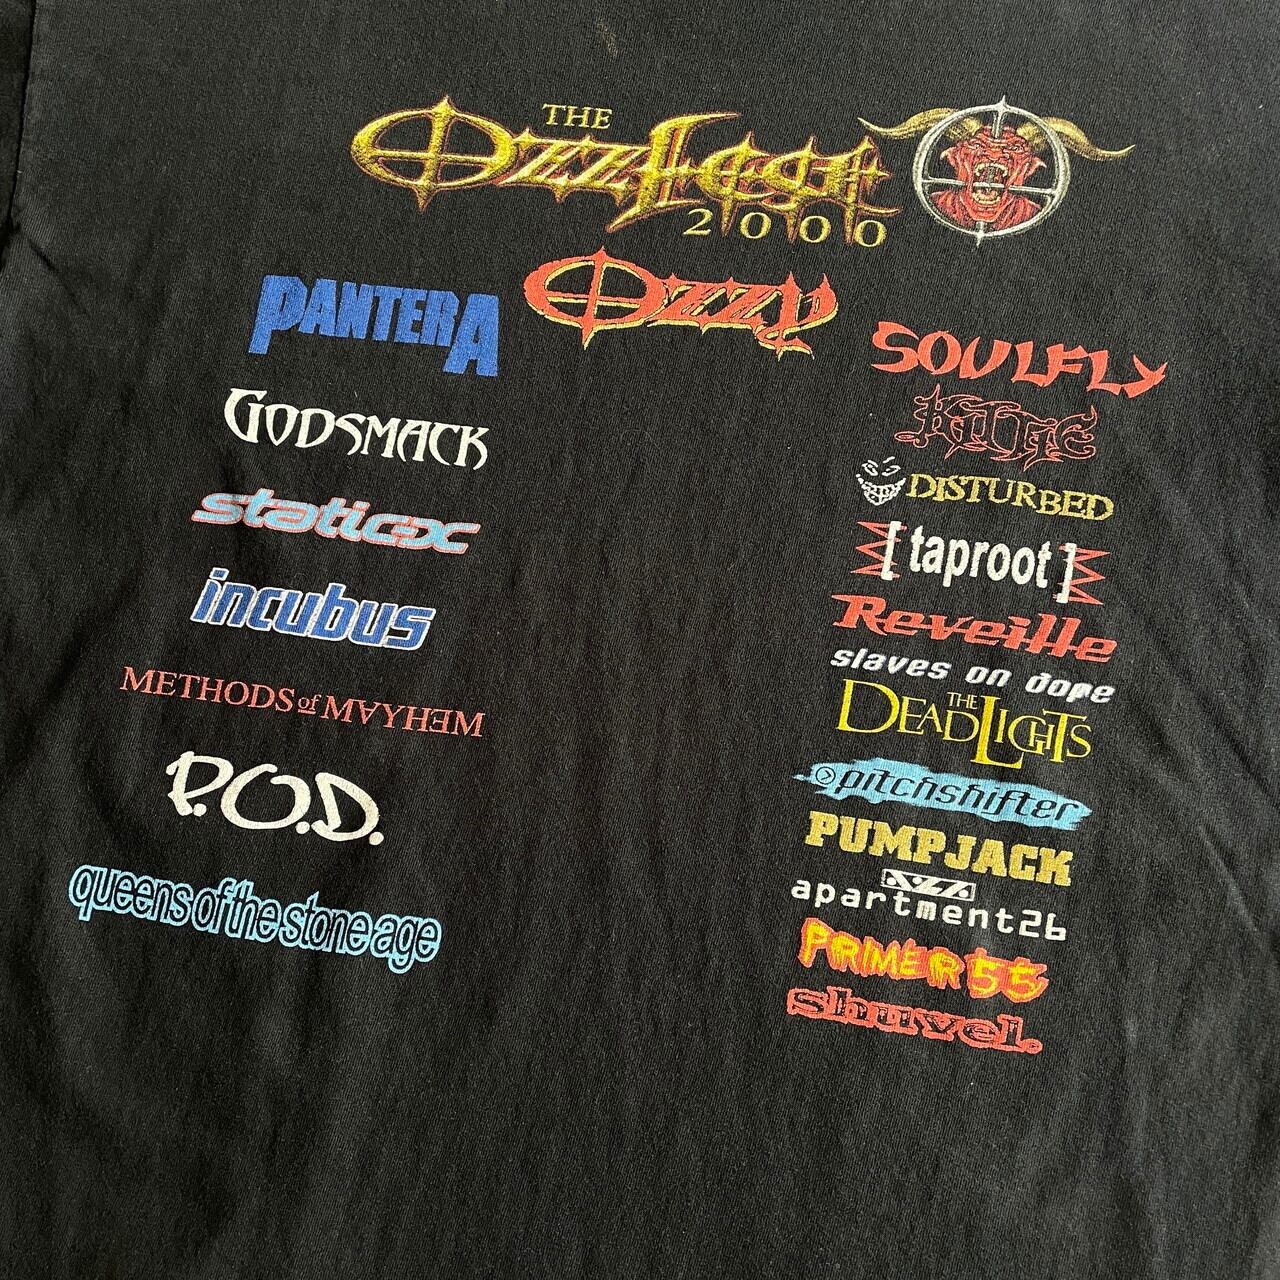 THE
Ozzfest
2000
Ozzy
PANTERA
GODSMACK
static-x
incubus
METHODS of MAYHEM
P.O.D.
queens of the stone age
SOULFLY
KITTIE
DISTURBED
[taproot]
Reveille
slaves on dope
THE
DEADLIGHTS
pitchshifter
PUMPJACK
apartment26
PRIMER 55
shuvel.